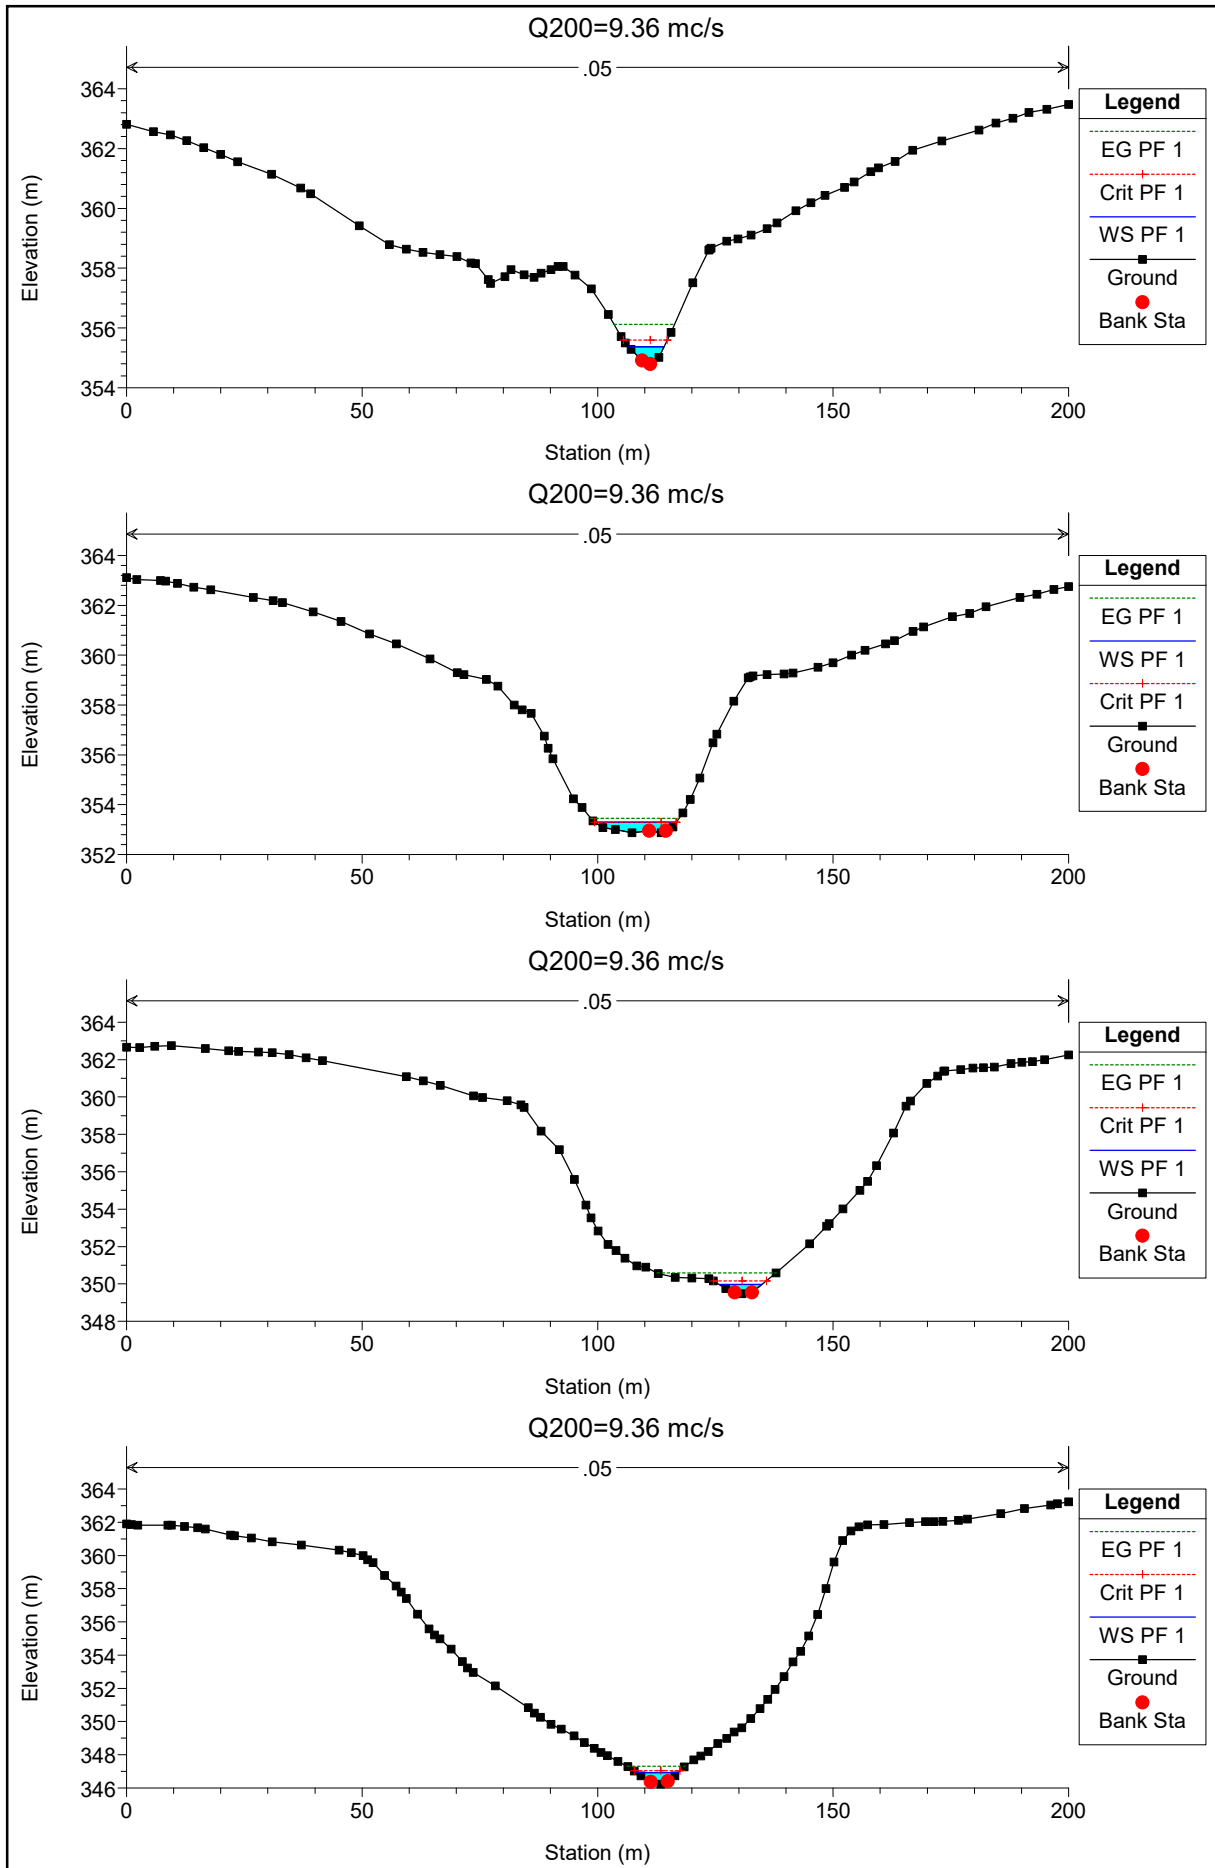 Q200=9.36 mc/s
.05
364
362
360
358
356
354
0
50
100
150
200
Elevation (m)
Station (m)
Legend
EG PF 1
Crit PF 1
WS PF 1
Ground
Bank Sta
Q200=9.36 mc/s
.05
364
362
360
358
356
354
352
0
50
100
150
200
Elevation (m)
Station (m)
Legend
EG PF 1
WS PF 1
Crit PF 1
Ground
Bank Sta
Q200=9.36 mc/s
.05
364
362
360
358
356
354
352
350
348
0
50
100
150
200
Elevation (m)
Station (m)
Legend
EG PF 1
Crit PF 1
WS PF 1
Ground
Bank Sta
Q200=9.36 mc/s
.05
364
362
360
358
356
354
352
350
348
346
0
50
100
150
200
Elevation (m)
Station (m)
Legend
EG PF 1
Crit PF 1
WS PF 1
Ground
Bank Sta